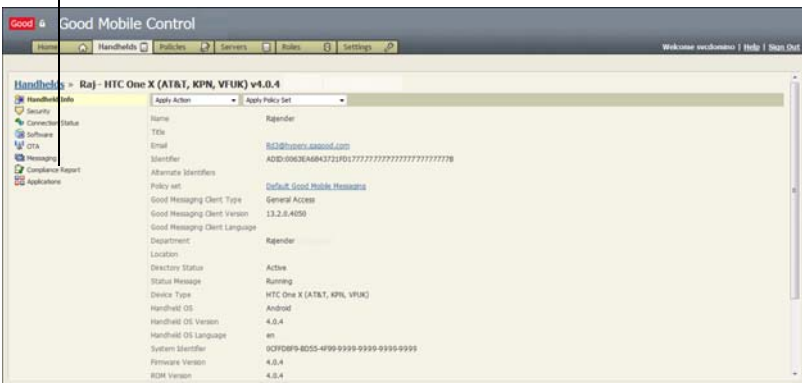 Good Good Mobile Control
Home Handhelds Policies Servers Roles Settings Welcome svcdomino | Help | Sign Out
Handhelds » Raj - HTC One X (AT&T, KPN, VFUK) v4.0.4
Handheld Info
Security
Connection Status
Software
OTA
Messaging
Compliance Report
Applications
Apply Action Apply Policy Set
Name Rajender
Title
Email
Identifier
Alternate Identifiers
Policy set Default Good Mobile Messaging
Good Messaging Client Type General Access
Good Messaging Client Version 13.2.0.4050
Good Messaging Client Language
Department Rajender
Location
Directory Status Active
Status Message Running
Device Type HTC One X (AT&T, KPN, VFUK)
Handheld OS Android
Handheld OS Version 4.0.4
Handheld OS Language en
System Identifier
Firmware Version 4.0.4
ROM Version 4.0.4